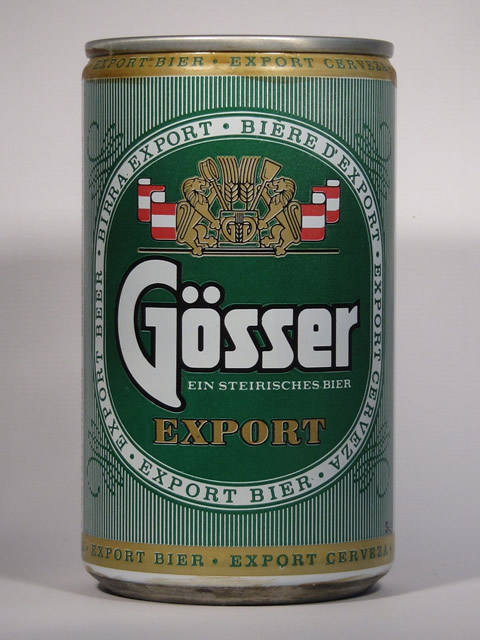 EXPORT BIER • EXPORT CERVEZA
EXPORT BEER • BIRRA EXPORT • BIERE D'EXPORT • EXPORT CERVEZA • EXPORT BIER •
Gösser
EIN STEIRISCHES BIER
EXPORT
• EXPORT BIER • EXPORT CERVEZA •